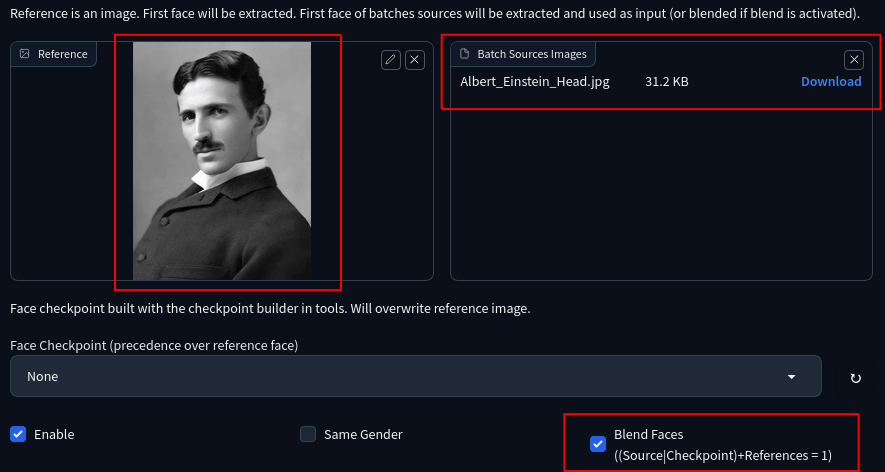 Reference is an image. First face will be extracted. First face of batches sources will be extracted and used as input (or blended if blend is activated).
Reference
Batch Sources Images
Albert_Einstein_Head.jpg 31.2 KB Download
Face checkpoint built with the checkpoint builder in tools. Will overwrite reference image.
Face Checkpoint (precedence over reference face)
None
Enable
Same Gender
Blend Faces
((Source|Checkpoint)+References = 1)